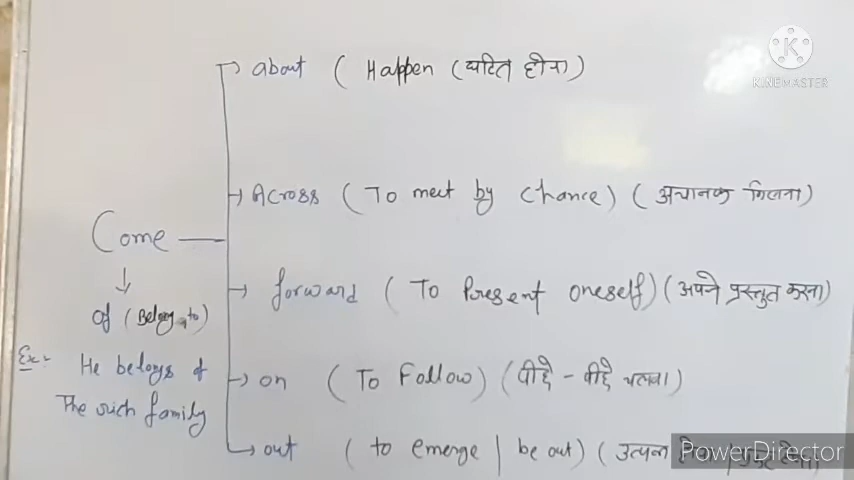 about ( Happen (घटित होना)
KINEMASTER
Across (To meet by chance) (अचानक मिलना)
Come
forward (To Present oneself) (अपने प्रस्तुत करना)
of (Belong to)
Ex:- He belogs of
The rich family
on (To Follow) (पीछे - पीछे चलना)
out (to emerge | be out) (उत्पन्न
PowerDirector